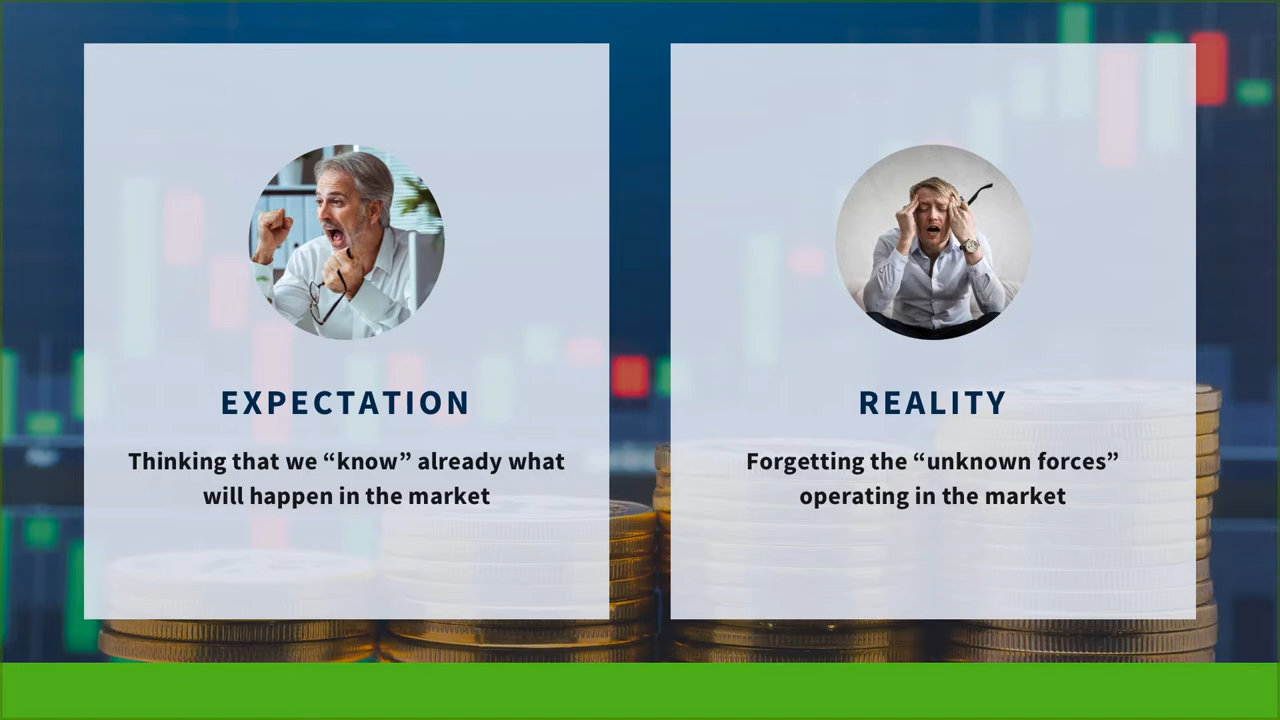 EXPECTATION
Thinking that we “know” already what
will happen in the market
REALITY
Forgetting the “unknown forces”
operating in the market